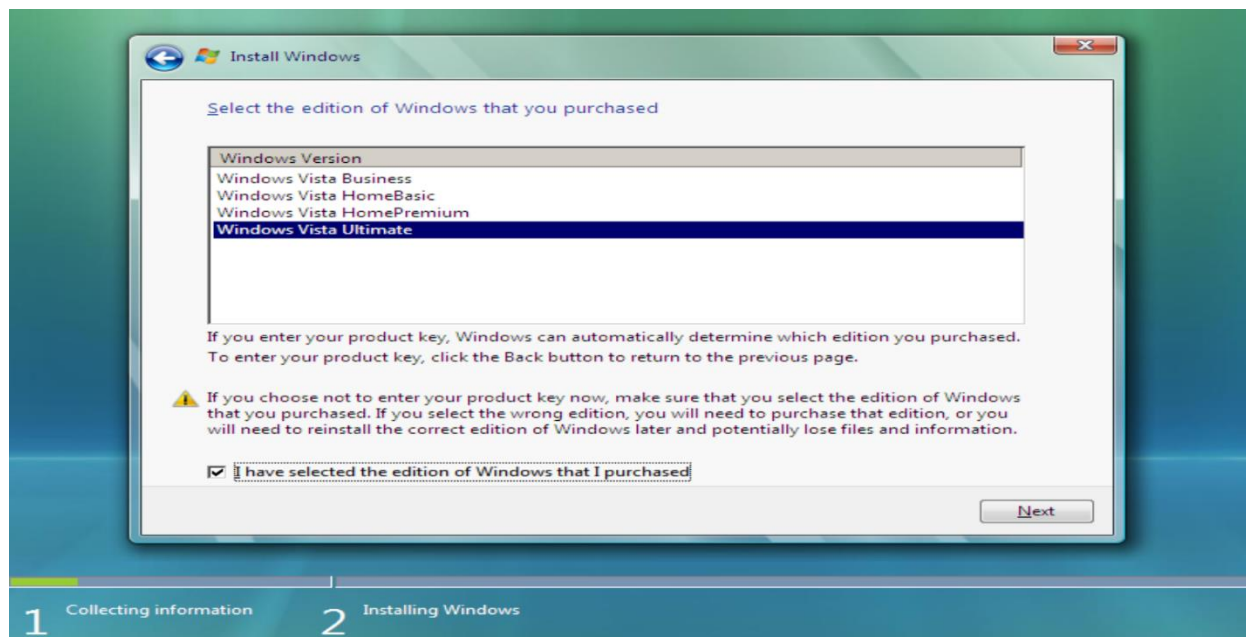 Install Windows
Select the edition of Windows that you purchased
Windows Version
Windows Vista Business
Windows Vista HomeBasic
Windows Vista HomePremium
Windows Vista Ultimate
If you enter your product key, Windows can automatically determine which edition you purchased.
To enter your product key, click the Back button to return to the previous page.
If you choose not to enter your product key now, make sure that you select the edition of Windows
that you purchased. If you select the wrong edition, you will need to purchase that edition, or you
will need to reinstall the correct edition of Windows later and potentially lose files and information.
I have selected the edition of Windows that I purchased
Next
1 Collecting information 2 Installing Windows